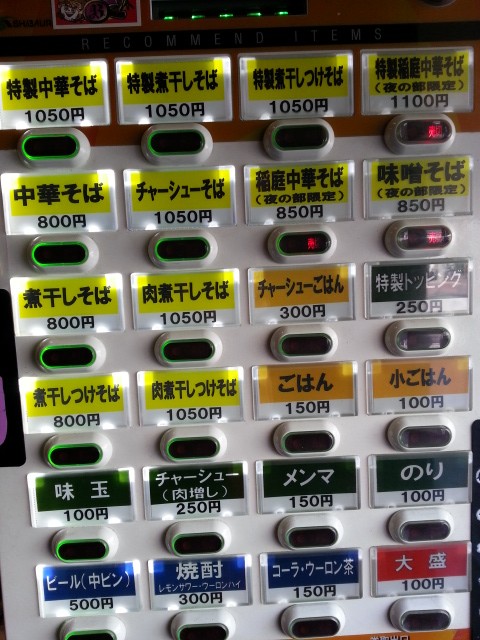 RECOMMEND ITEMS
特製中華そば
1050円
特製煮干しそば
1050円
特製煮干しつけそば
1050円
特製稲庭中華そば
(夜の部限定)
1100円
売
中華そば
800円
チャーシューそば
1050円
稲庭中華そば
(夜の部限定)
850円
売
味噌そば
(夜の部限定)
850円
売
煮干しそば
800円
肉煮干しそば
1050円
チャーシューごはん
300円
特製トッピング
250円
煮干しつけそば
800円
肉煮干しつけそば
1050円
ごはん
150円
小ごはん
100円
味玉
100円
チャーシュー
(肉増し)
250円
メンマ
150円
のり
100円
ビール(中ビン)
500円
焼酎
レモンサワー・ウーロンハイ
300円
コーラ・ウーロン茶
150円
大盛
100円